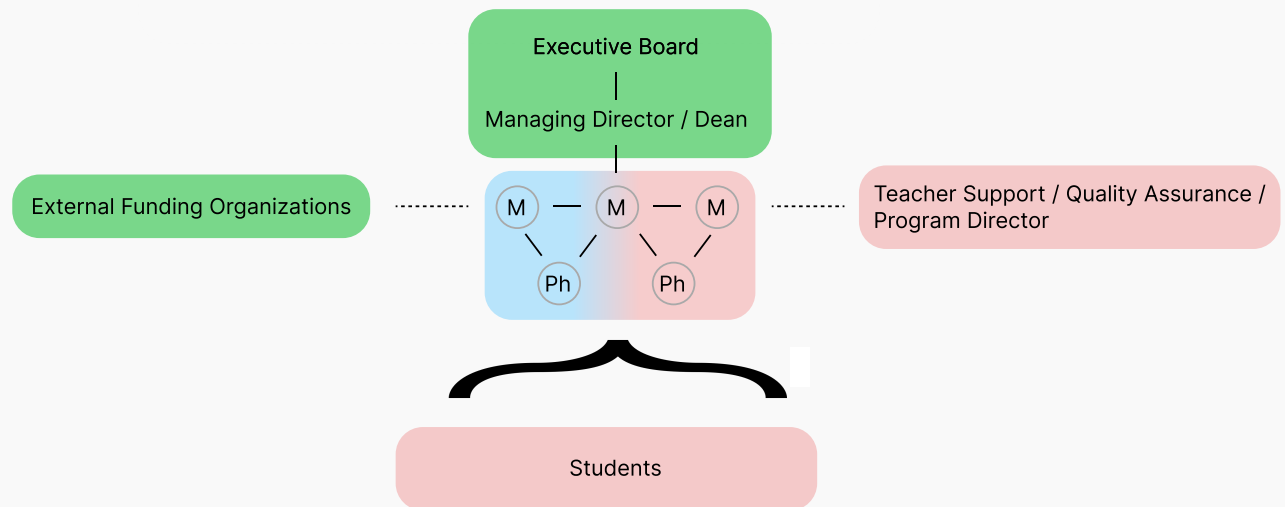 Executive Board
Managing Director / Dean
External Funding Organizations
M
M
M
Teacher Support / Quality Assurance /
Program Director
Ph
Ph
Students